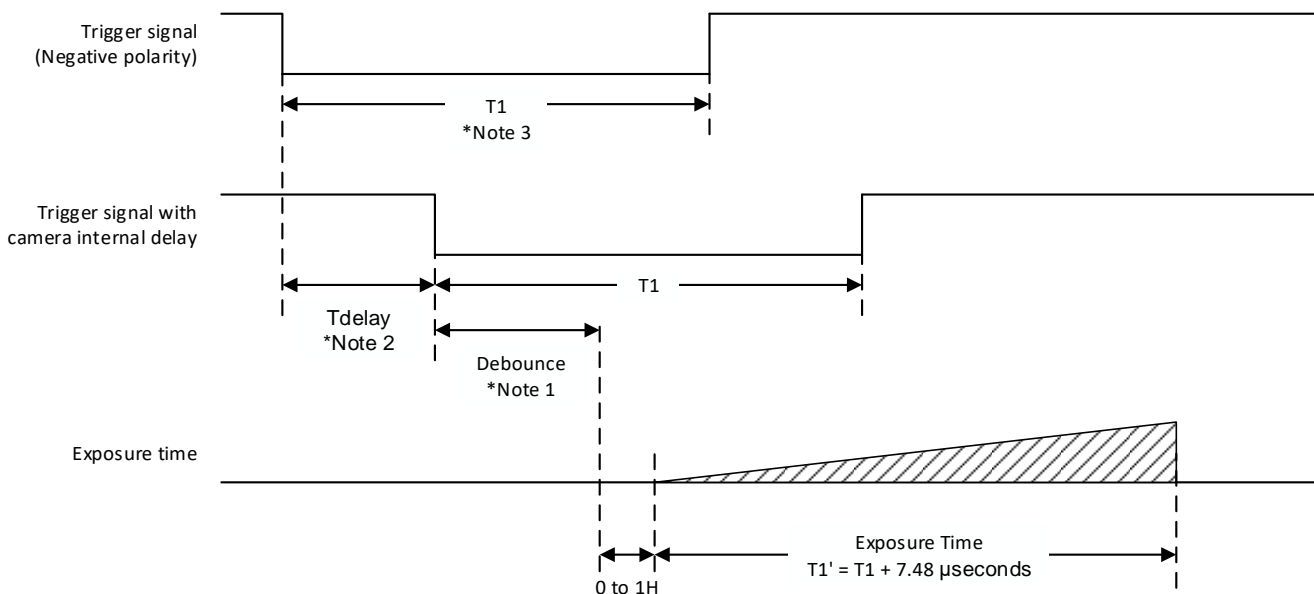 Trigger signal
(Negative polarity)
T1
*Note 3
Trigger signal with
camera internal delay
T1
Tdelay
*Note 2
Debounce
*Note 1
Exposure time
Exposure Time
T1' = T1 + 7.48 µseconds
0 to 1H